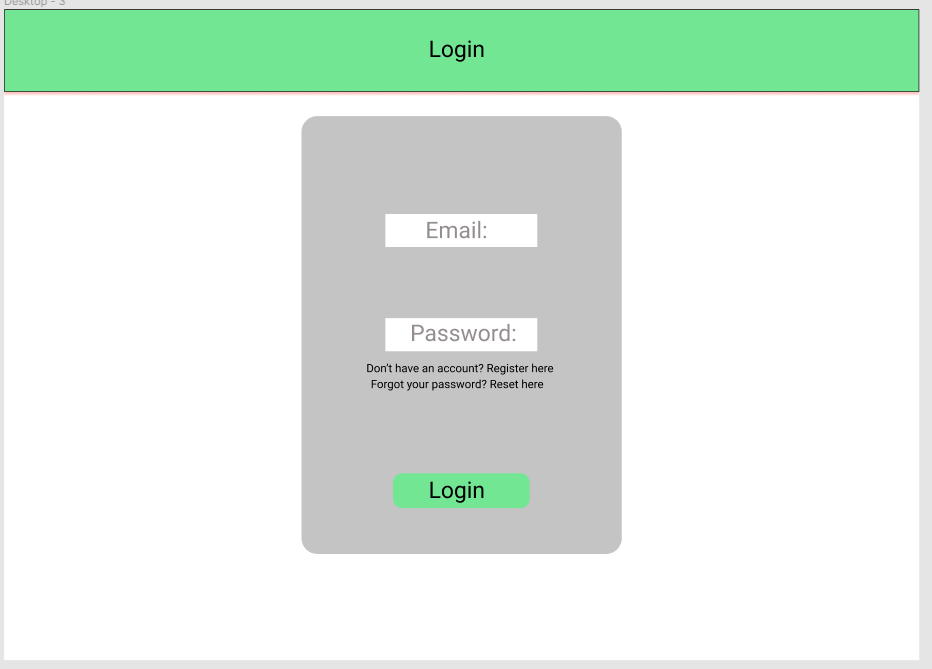 Desktop - 3
Login
Email:
Password:
Don't have an account? Register here
Forgot your password? Reset here
Login